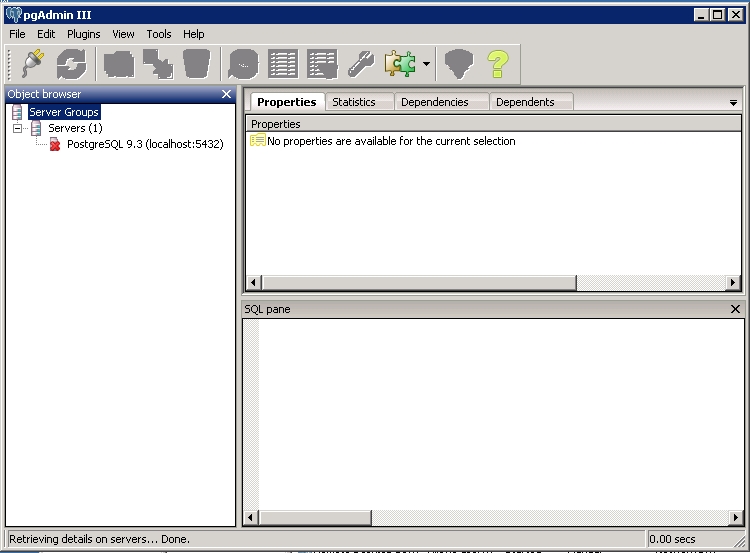 pgAdmin III
File Edit Plugins View Tools Help
Object browser
Server Groups
Servers (1)
PostgreSQL 9.3 (localhost:5432)
Properties Statistics Dependencies Dependents
Properties
No properties are available for the current selection
SQL pane
Retrieving details on servers... Done.
0.00 secs